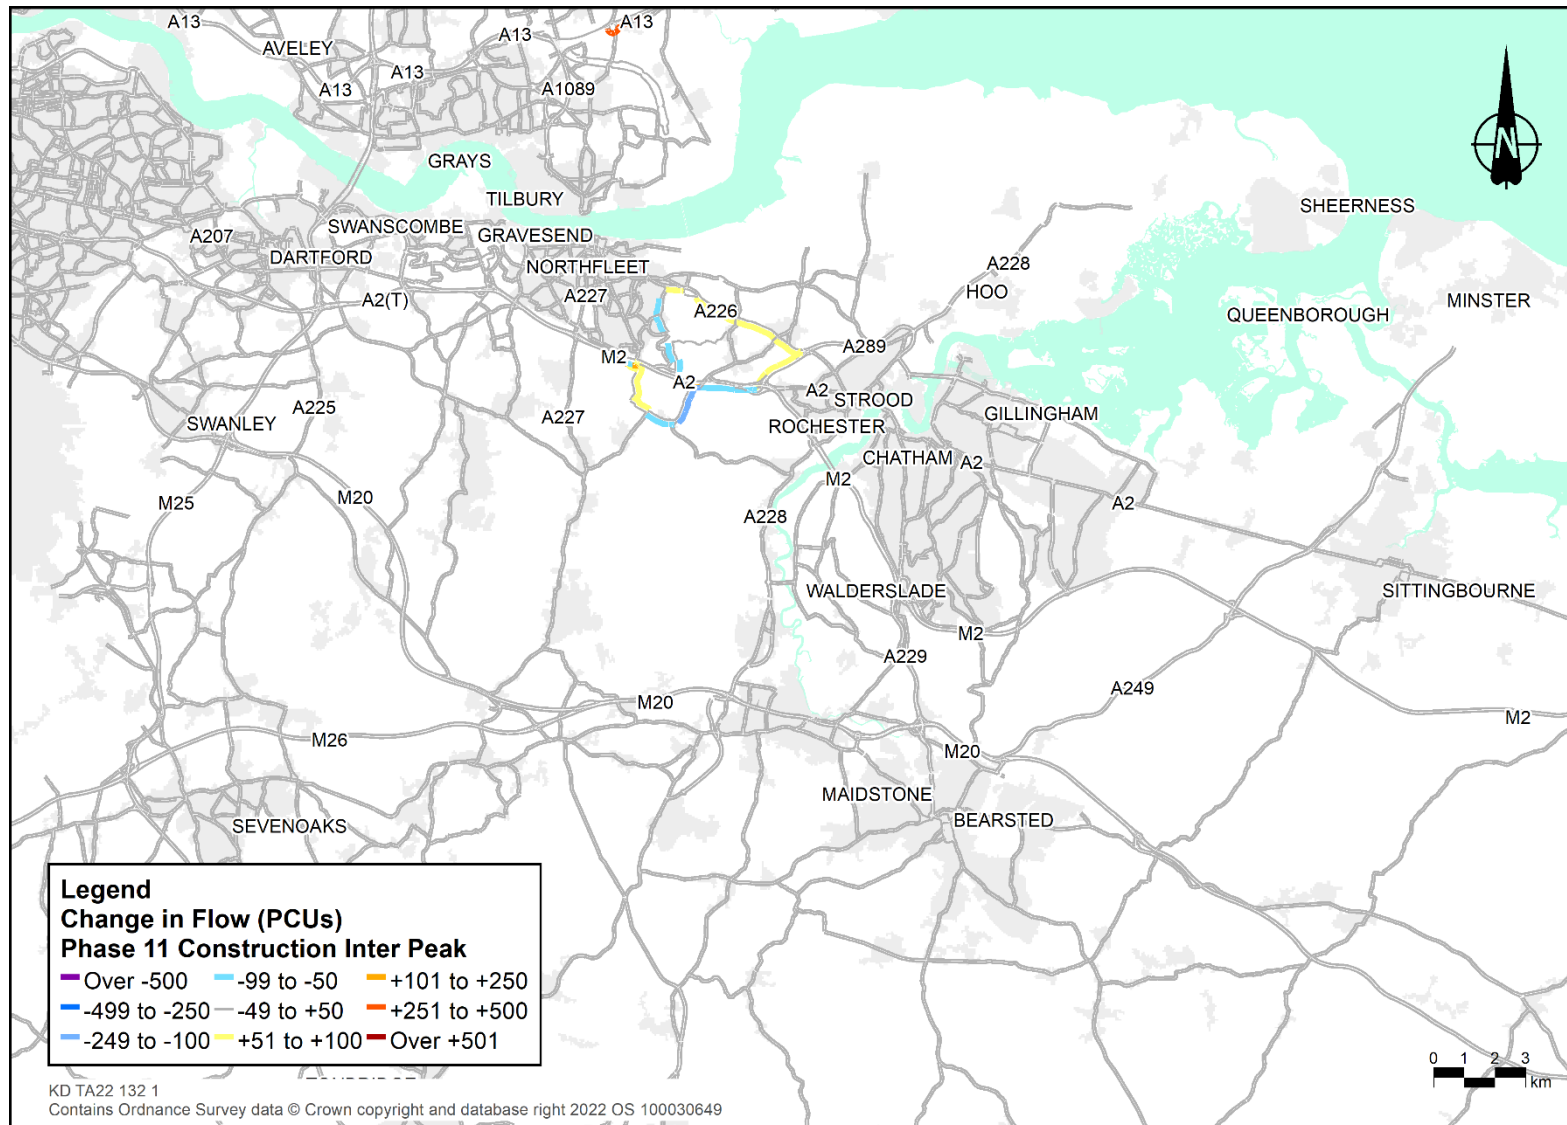 A13
A13
AVELEY
A13
A13
A13
A1089
GRAYS
TILBURY
SWANSCOMBE
GRAVESEND
A207
DARTFORD
NORTHFLEET
A2(T)
A227
A226
SHEERNESS
A228
HOO
MINSTER
QUEENBOROUGH
M2
A289
A2
A2
STROOD
A225
SWANLEY
A227
ROCHESTER
GILLINGHAM
CHATHAM
A2
M2
M25
M20
A228
A2
WALDERSLADE
SITTINGBOURNE
M2
A229
A249
M20
M2
M26
M20
MAIDSTONE
BEARSTED
SEVENOAKS
N
Legend
Change in Flow (PCUs)
Phase 11 Construction Inter Peak
Over -500 -99 to -50 +101 to +250
-499 to -250 -49 to +50 +251 to +500
-249 to -100 +51 to +100 Over +501
0 1 2 3
km
KD TA22 132 1
Contains Ordnance Survey data © Crown copyright and database right 2022 OS 100030649